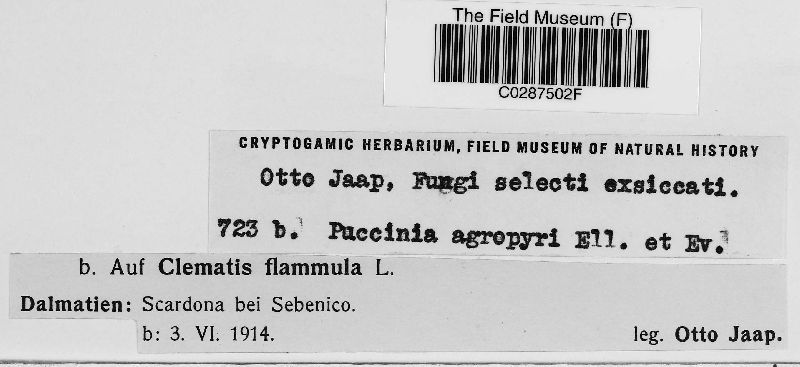 The Field Museum (F)
C0287502F
CRYPTOGAMIC HERBARIUM, FIELD MUSEUM OF NATURAL HISTORY
Otto Jaap, Fungi selecti exsiccati.
723 b. Puccinia agropyri Ell. et Ev.
b. Auf Clematis flammula L.
Dalmatien: Scardona bei Sebenico.
b: 3. VI. 1914. leg. Otto Jaap.